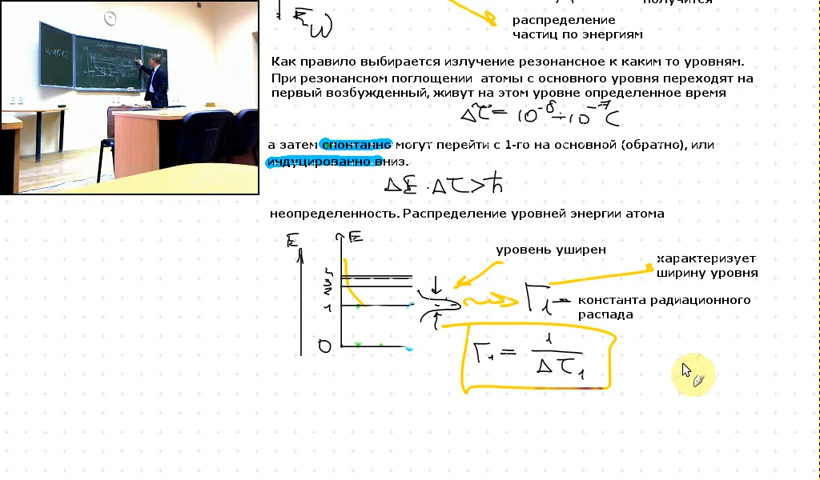 распределение
частиц по энергиям
Как правило выбирается излучение резонансное к каким то уровням.
При резонансном поглощении атомы с основного уровня переходят на
первый возбужденный, живут на этом уровне определенное время
Δτ = 10⁻⁸ ÷ 10⁻⁷ С
а затем споктанно могут перейти с 1-го на основной (обратно), или
индуцированно вниз.
ΔE · Δτ > ħ
неопределенность. Распределение уровней энергии атома
E E
уровень уширен
характеризует
ширину уровня
3
2
1
0
Γ₁ – константа радиационного
распада
Γ₁ = 1 / Δτ₁